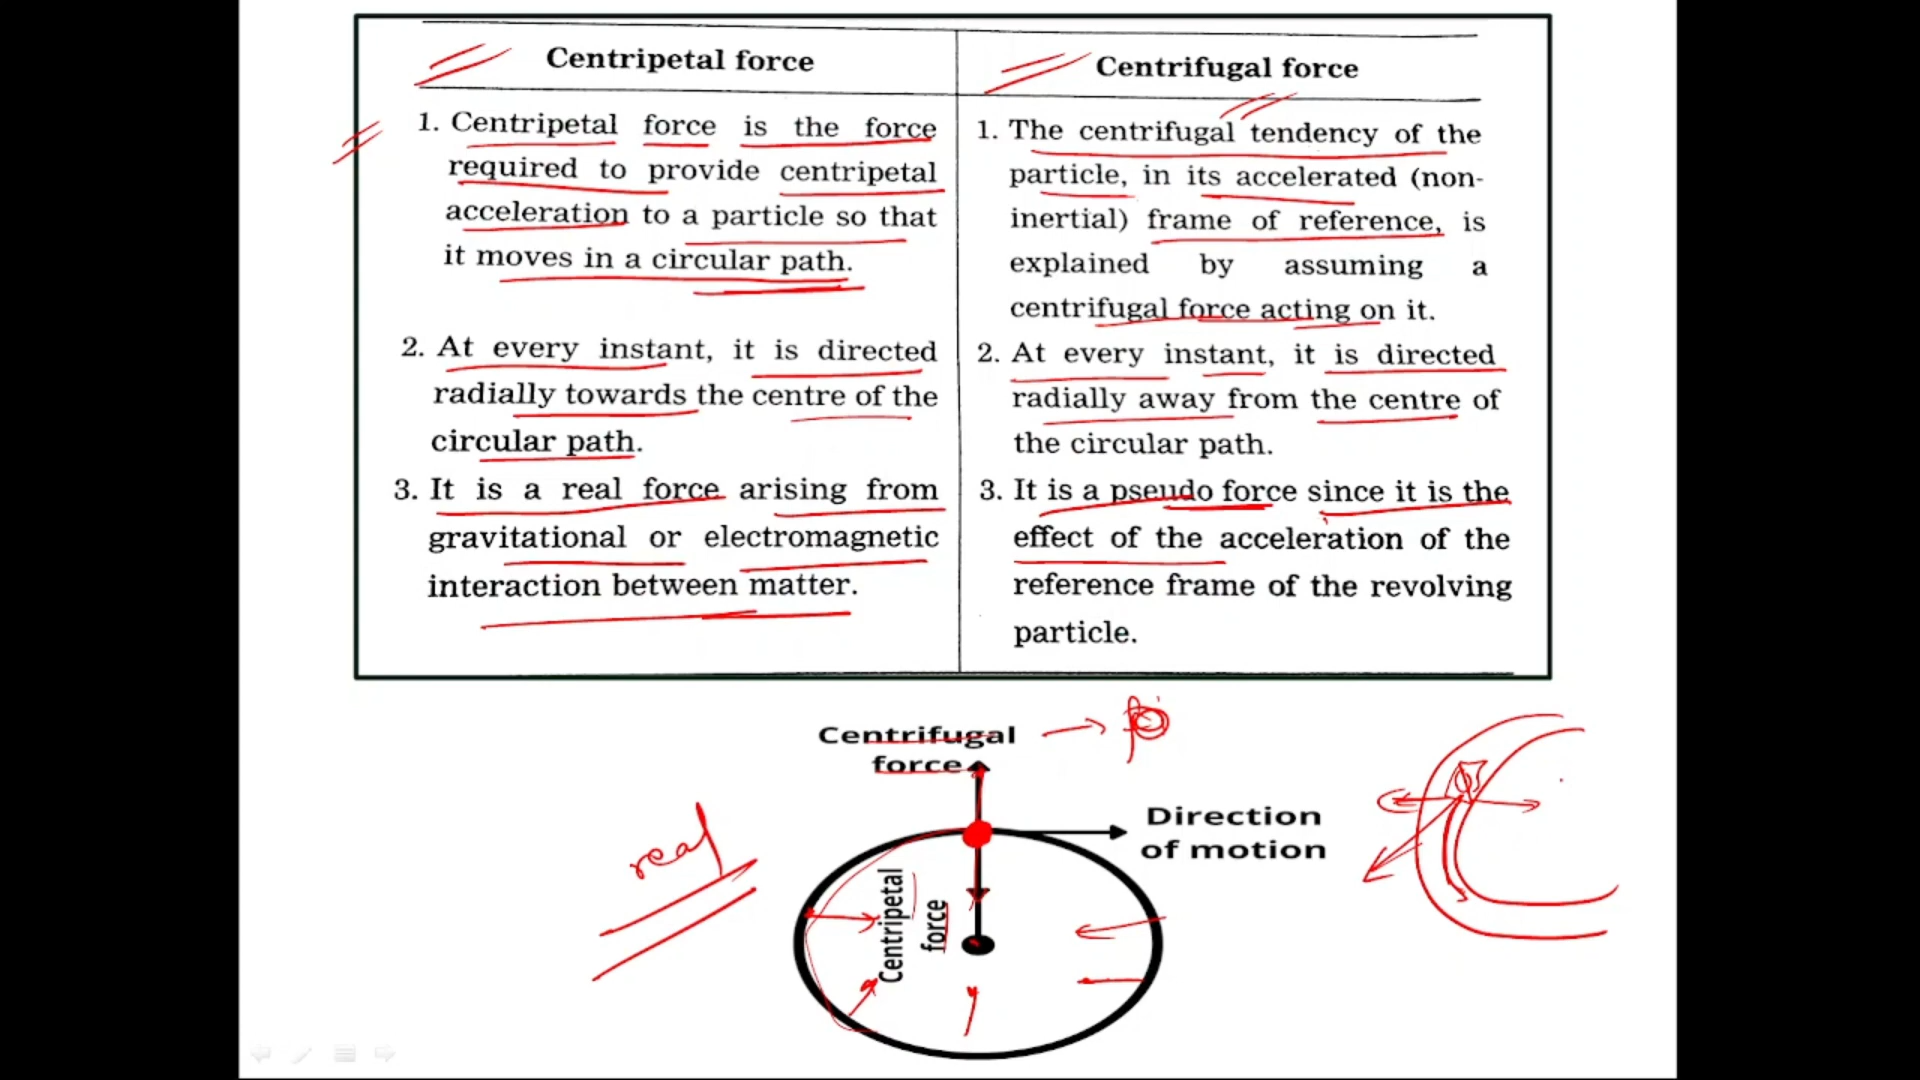 Centripetal force
1. Centripetal force is the force
required to provide centripetal
acceleration to a particle so that
it moves in a circular path.
2. At every instant, it is directed
radially towards the centre of the
circular path.
3. It is a real force arising from
gravitational or electromagnetic
interaction between matter.
Centrifugal force
1. The centrifugal tendency of the
particle, in its accelerated (non-
inertial) frame of reference, is
explained by assuming a
centrifugal force acting on it.
2. At every instant, it is directed
radially away from the centre of
the circular path.
3. It is a pseudo force since it is the
effect of the acceleration of the
reference frame of the revolving
particle.
Centrifugal
force
Direction
of motion
real
Centripetal
force